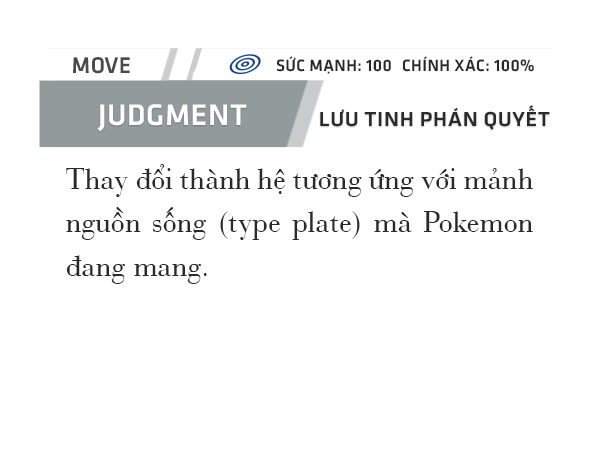 MOVE SỨC MẠNH: 100 CHÍNH XÁC: 100%
JUDGMENT LƯU TINH PHÁN QUYẾT
Thay đổi thành hệ tương ứng với mảnh
nguồn sống (type plate) mà Pokemon
đang mang.